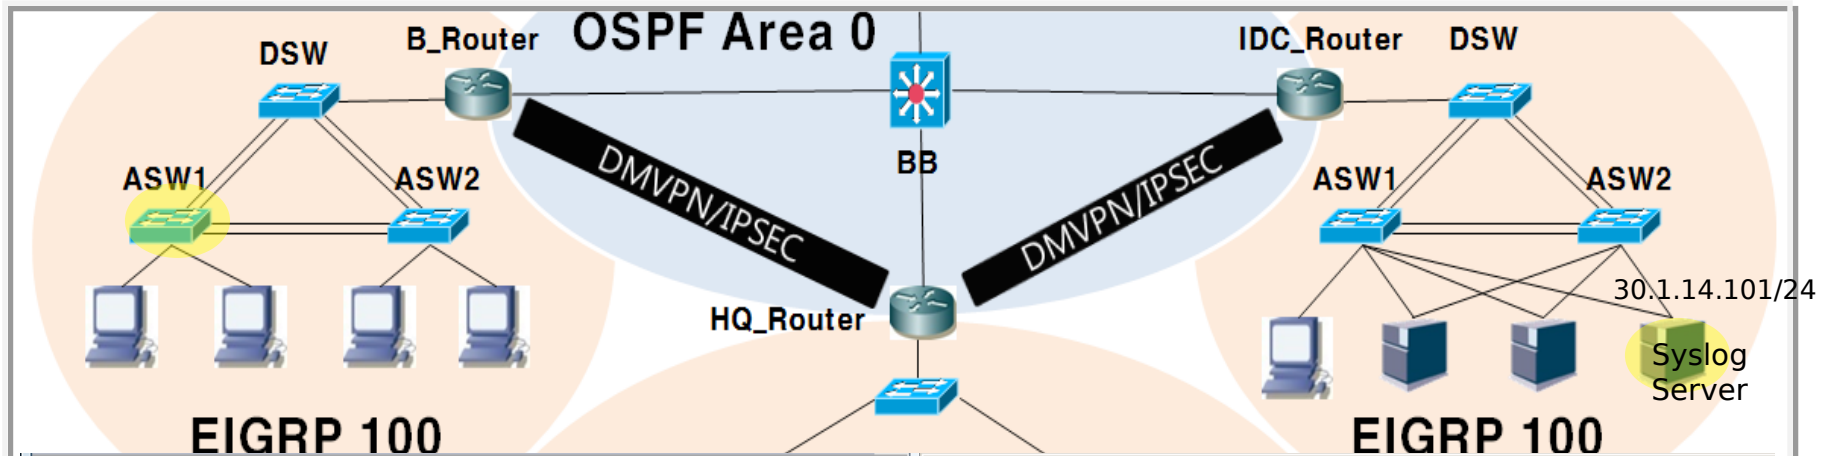 OSPF Area 0
B_Router
IDC_Router
DSW
DSW
BB
ASW1
ASW2
ASW1
ASW2
DMVPN/IPSEC
DMVPN/IPSEC
30.1.14.101/24
HQ_Router
Syslog
Server
EIGRP 100
EIGRP 100